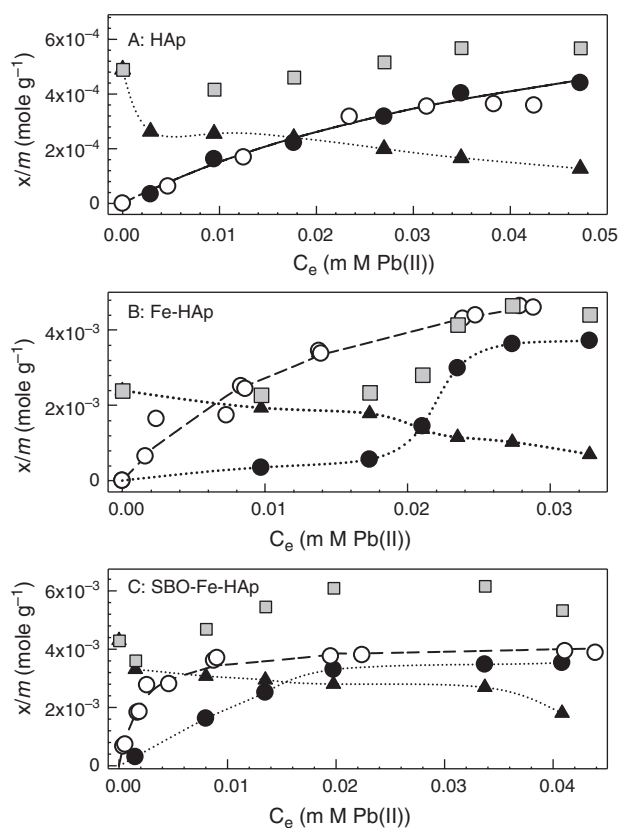 A: HAp
6x10⁻⁴
4x10⁻⁴
2x10⁻⁴
0
x/m (mole g⁻¹)
0.00 0.01 0.02 0.03 0.04 0.05
Cₑ (m M Pb(II))
B: Fe-HAp
4x10⁻³
2x10⁻³
0
x/m (mole g⁻¹)
0.00 0.01 0.02 0.03
Cₑ (m M Pb(II))
C: SBO-Fe-HAp
6x10⁻³
4x10⁻³
2x10⁻³
0
x/m (mole g⁻¹)
0.00 0.01 0.02 0.03 0.04
Cₑ (m M Pb(II))